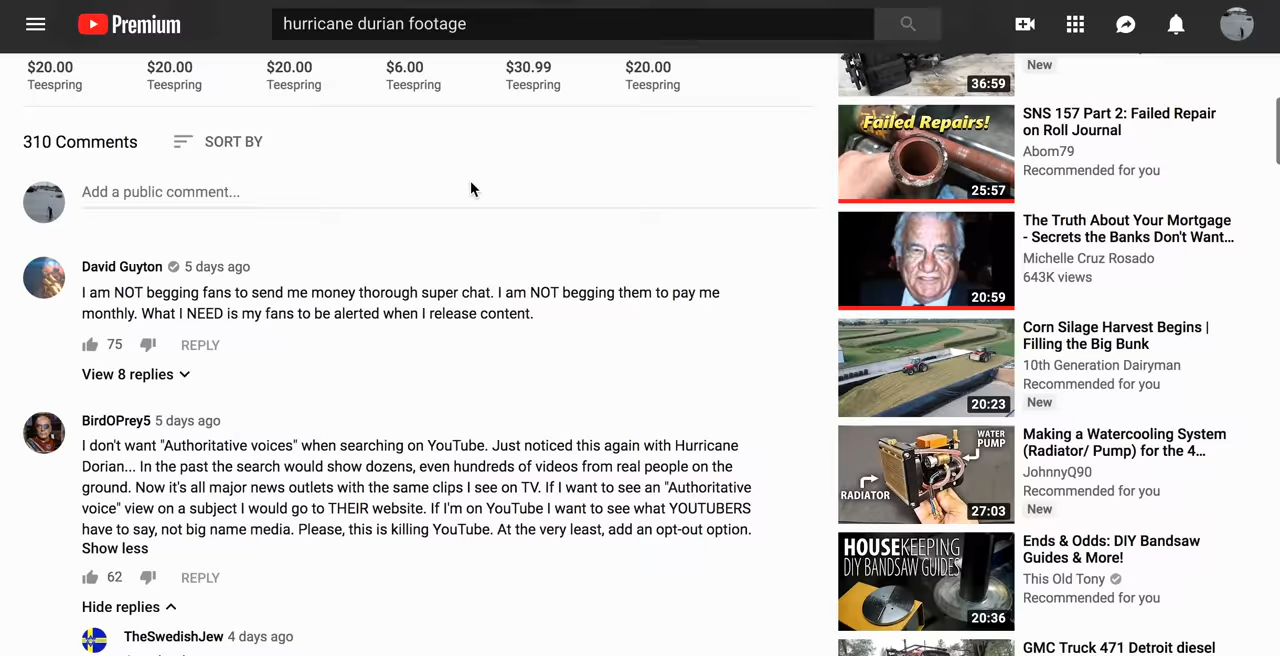 Premium
hurricane durian footage
$20.00 $20.00 $20.00 $6.00 $30.99 $20.00
Teespring Teespring Teespring Teespring Teespring Teespring
310 Comments SORT BY
Add a public comment...
David Guyton 5 days ago
I am NOT begging fans to send me money thorough super chat. I am NOT begging them to pay me
monthly. What I NEED is my fans to be alerted when I release content.
75 REPLY
View 8 replies
BirdOPrey5 5 days ago
I don't want "Authoritative voices" when searching on YouTube. Just noticed this again with Hurricane
Dorian... In the past the search would show dozens, even hundreds of videos from real people on the
ground. Now it's all major news outlets with the same clips I see on TV. If I want to see an "Authoritative
voice" view on a subject I would go to THEIR website. If I'm on YouTube I want to see what YOUTUBERS
have to say, not big name media. Please, this is killing YouTube. At the very least, add an opt-out option.
Show less
62 REPLY
Hide replies
TheSwedishJew 4 days ago
36:59
New
Failed Repairs!
25:57
SNS 157 Part 2: Failed Repair
on Roll Journal
Abom79
Recommended for you
20:59
The Truth About Your Mortgage
- Secrets the Banks Don't Want...
Michelle Cruz Rosado
643K views
20:23
Corn Silage Harvest Begins |
Filling the Big Bunk
10th Generation Dairyman
Recommended for you
New
WATER
PUMP
RADIATOR
27:03
Making a Watercooling System
(Radiator/ Pump) for the 4...
JohnnyQ90
Recommended for you
New
HOUSEKEEPING
DIY BANDSAW GUIDES
20:36
Ends & Odds: DIY Bandsaw
Guides & More!
This Old Tony
Recommended for you
GMC Truck 471 Detroit diesel